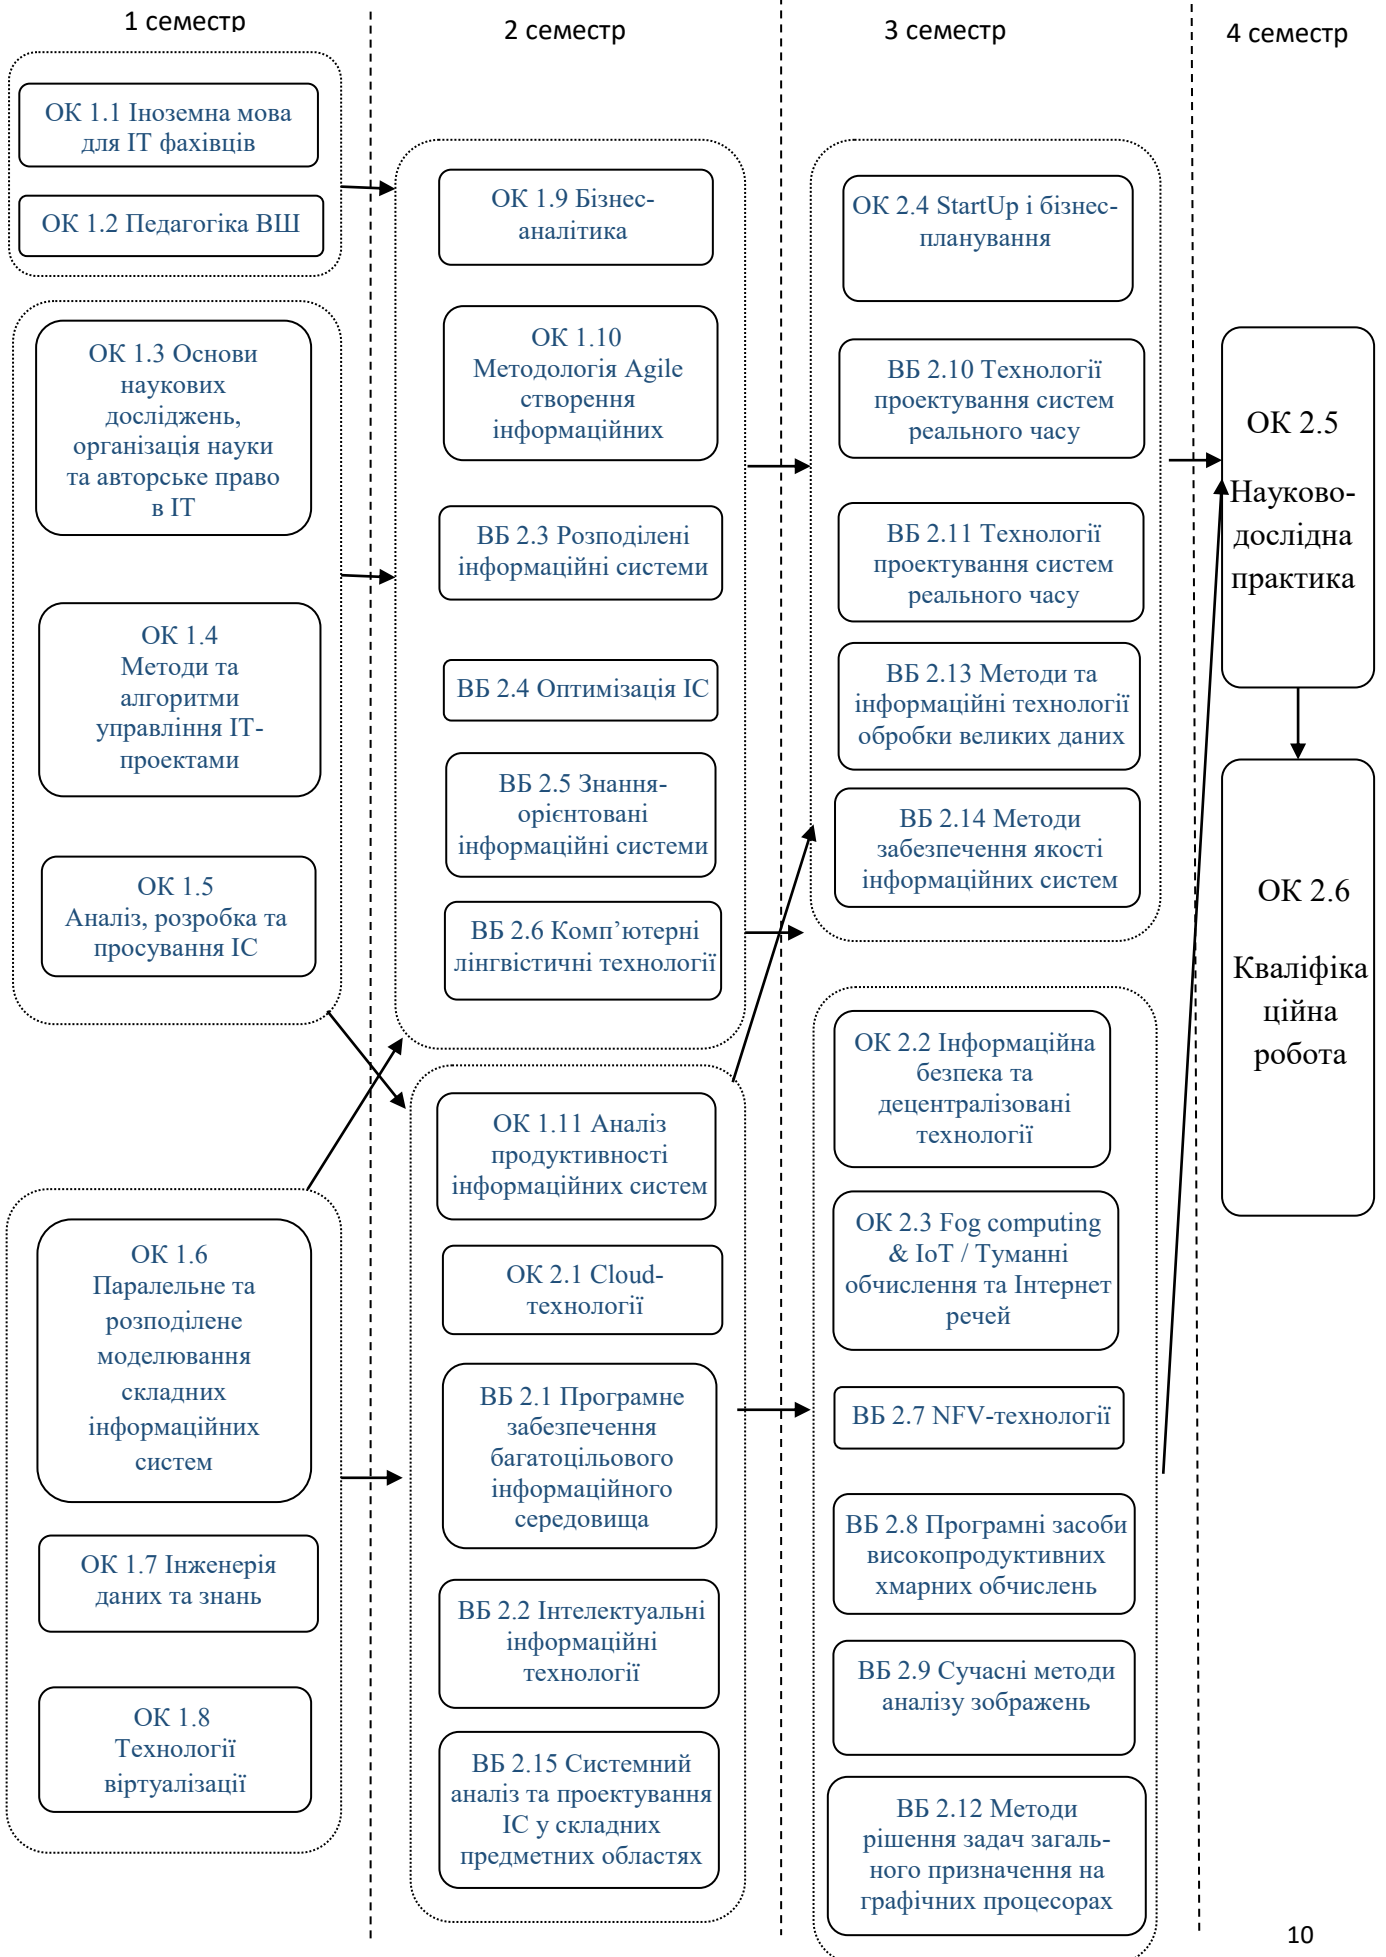 1 семестр
2 семестр
3 семестр
4 семестр
ОК 1.1 Іноземна мова
для ІТ фахівців
ОК 1.2 Педагогіка ВШ
ОК 1.3 Основи
наукових
досліджень,
організація науки
та авторське право
в ІТ
ОК 1.4
Методи та
алгоритми
управління ІТ-
проектами
ОК 1.5
Аналіз, розробка та
просування ІС
ОК 1.6
Паралельне та
розподілене
моделювання
складних
інформаційних
систем
ОК 1.7 Інженерія
даних та знань
ОК 1.8
Технології
віртуалізації
ОК 1.9 Бізнес-
аналітика
ОК 1.10
Методологія Agile
створення
інформаційних
ВБ 2.3 Розподілені
інформаційні системи
ВБ 2.4 Оптимізація ІС
ВБ 2.5 Знання-
орієнтовані
інформаційні системи
ВБ 2.6 Комп’ютерні
лінгвістичні технології
ОК 1.11 Аналіз
продуктивності
інформаційних систем
ОК 2.1 Cloud-
технології
ВБ 2.1 Програмне
забезпечення
багатоцільового
інформаційного
середовища
ВБ 2.2 Інтелектуальні
інформаційні
технології
ВБ 2.15 Системний
аналіз та проектування
ІС у складних
предметних областях
ОК 2.4 StartUp і бізнес-
планування
ВБ 2.10 Технології
проектування систем
реального часу
ВБ 2.11 Технології
проектування систем
реального часу
ВБ 2.13 Методи та
інформаційні технології
обробки великих даних
ВБ 2.14 Методи
забезпечення якості
інформаційних систем
ОК 2.2 Інформаційна
безпека та
децентралізовані
технології
ОК 2.3 Fog computing
& IoT / Туманні
обчислення та Інтернет
речей
ВБ 2.7 NFV-технології
ВБ 2.8 Програмні засоби
високопродуктивних
хмарних обчислень
ВБ 2.9 Сучасні методи
аналізу зображень
ВБ 2.12 Методи
рішення задач загаль-
ного призначення на
графічних процесорах
ОК 2.5
Науково-
дослідна
практика
ОК 2.6
Кваліфіка
ційна
робота
10